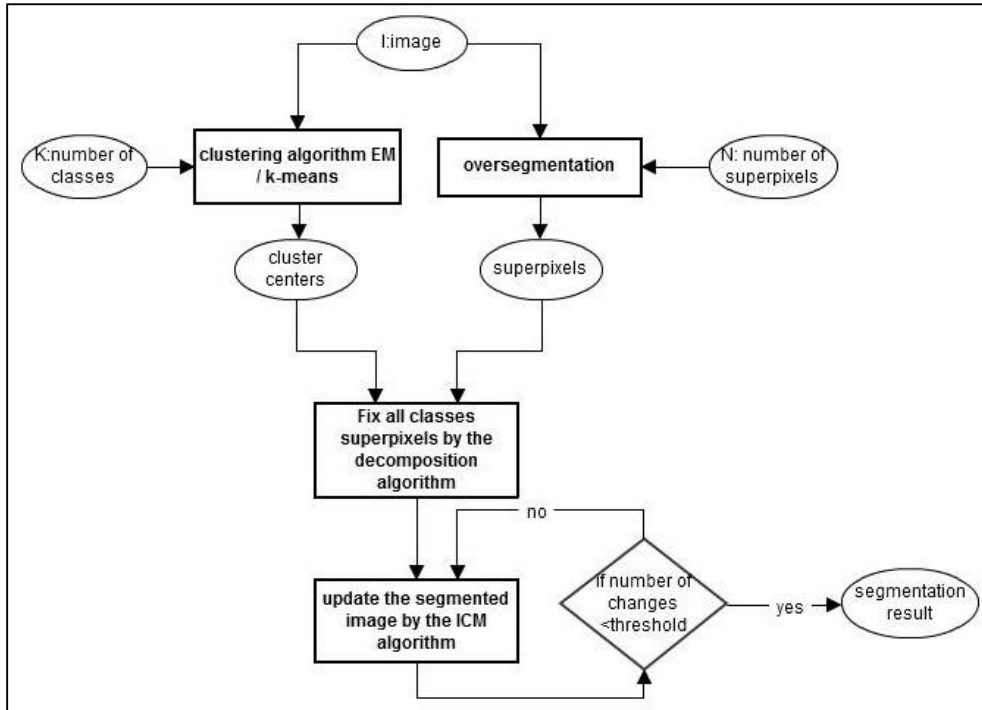 I:image
K:number of
classes
clustering algorithm EM
/ k-means
oversegmentation
N: number of
superpixels
cluster
centers
superpixels
Fix all classes
superpixels by the
decomposition
algorithm
no
update the segmented
image by the ICM
algorithm
If number of
changes
<threshold
yes
segmentation
result